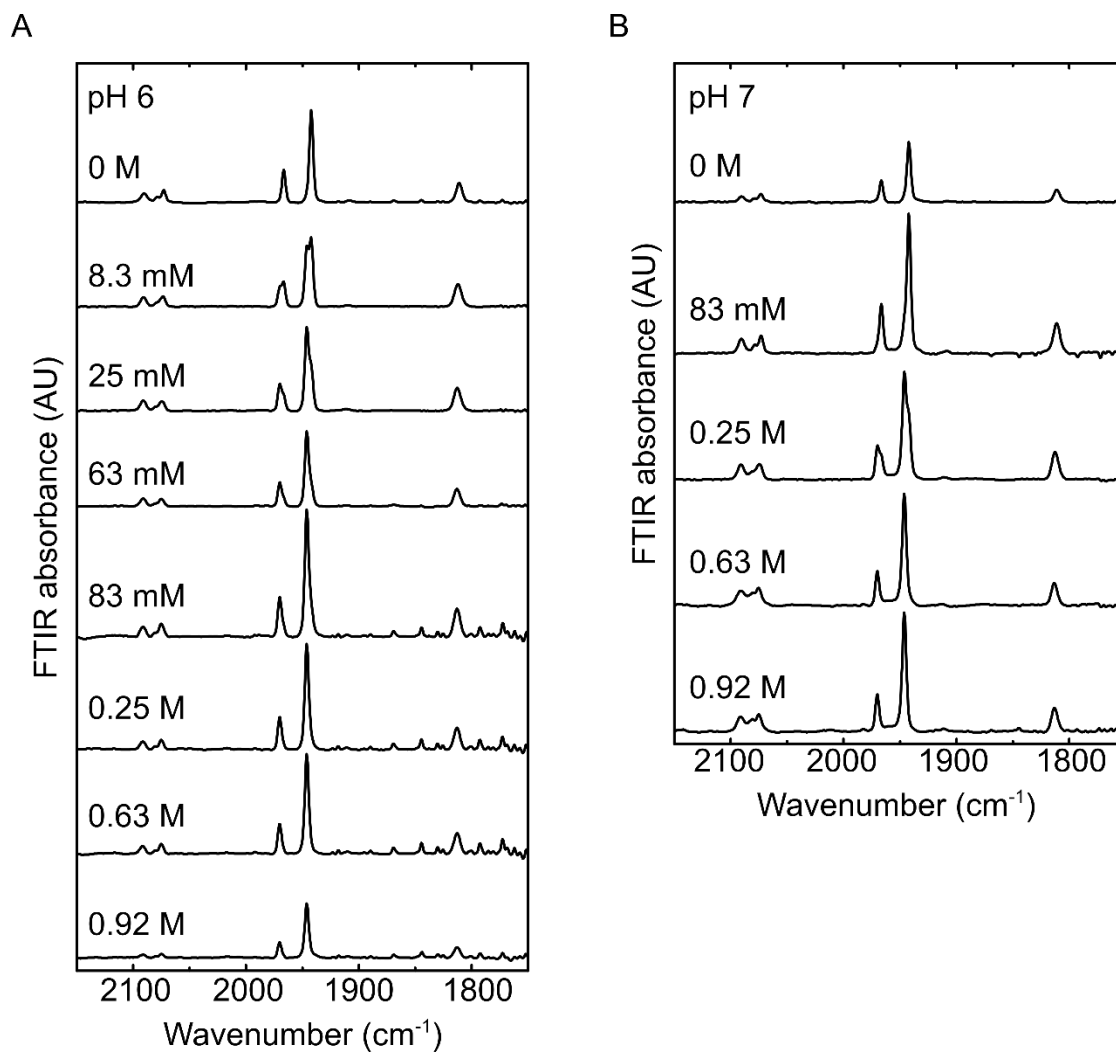 A
pH 6
0 M
8.3 mM
25 mM
63 mM
83 mM
0.25 M
0.63 M
0.92 M
FTIR absorbance (AU)
2100 2000 1900 1800
Wavenumber (cm⁻¹)
B
pH 7
0 M
83 mM
0.25 M
0.63 M
0.92 M
FTIR absorbance (AU)
2100 2000 1900 1800
Wavenumber (cm⁻¹)